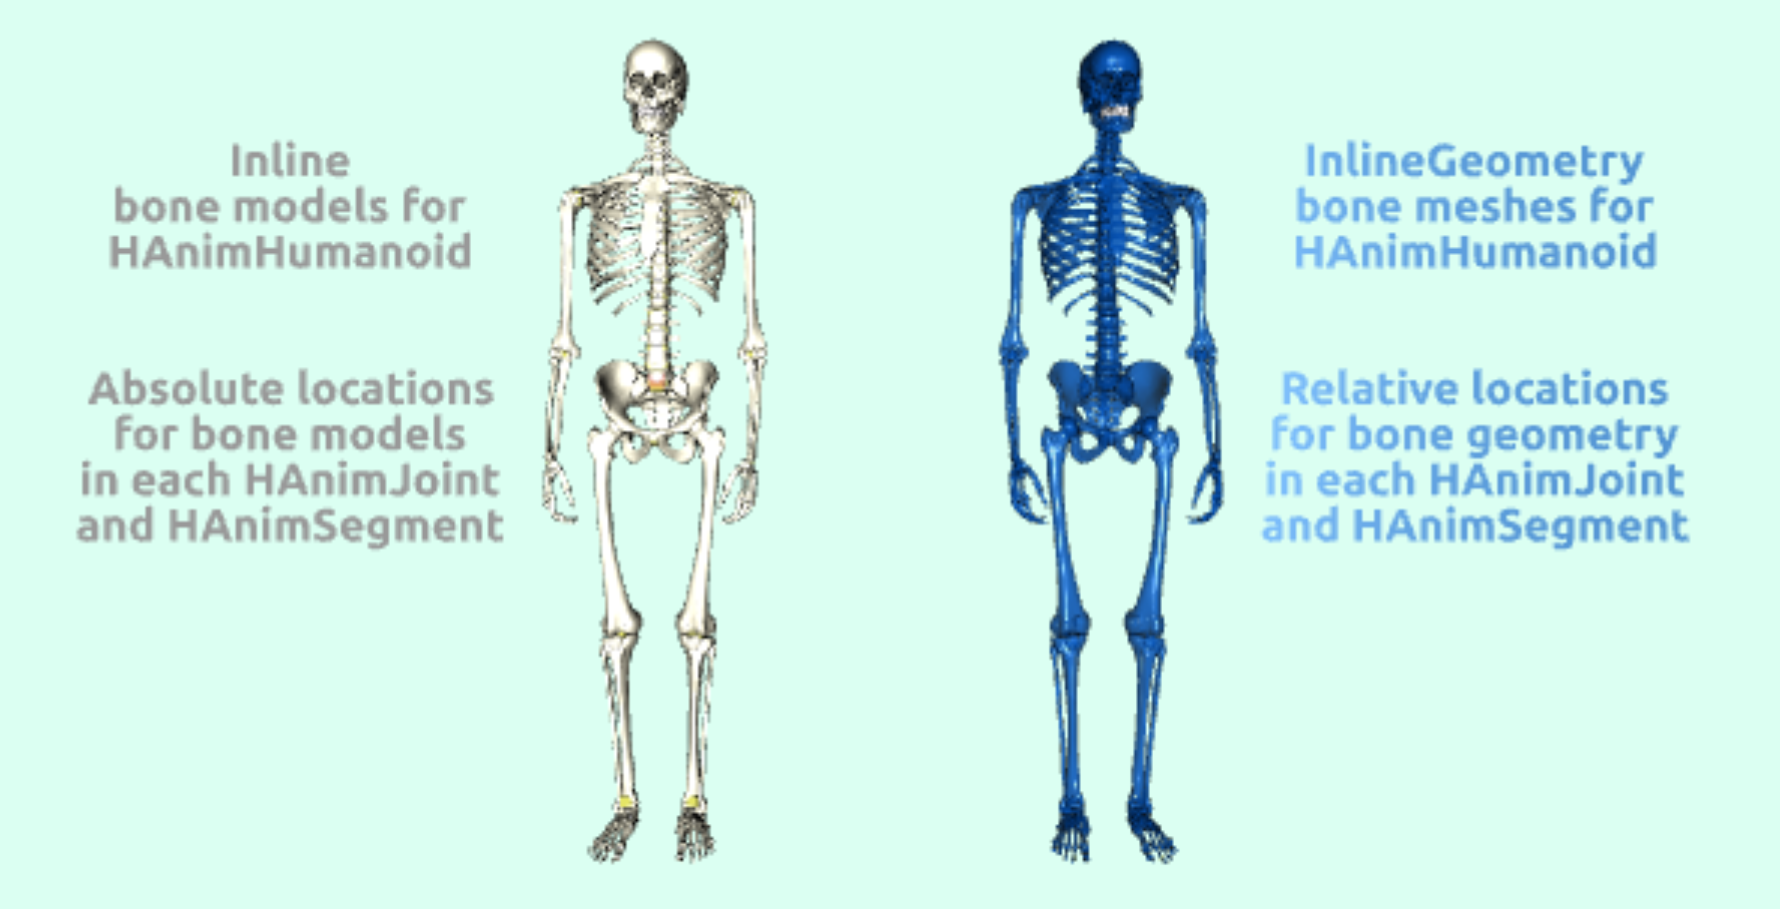 Inline
bone models for
HAnimHumanoid
Absolute locations
for bone models
in each HAnimJoint
and HAnimSegment
InlineGeometry
bone meshes for
HAnimHumanoid
Relative locations
for bone geometry
in each HAnimJoint
and HAnimSegment